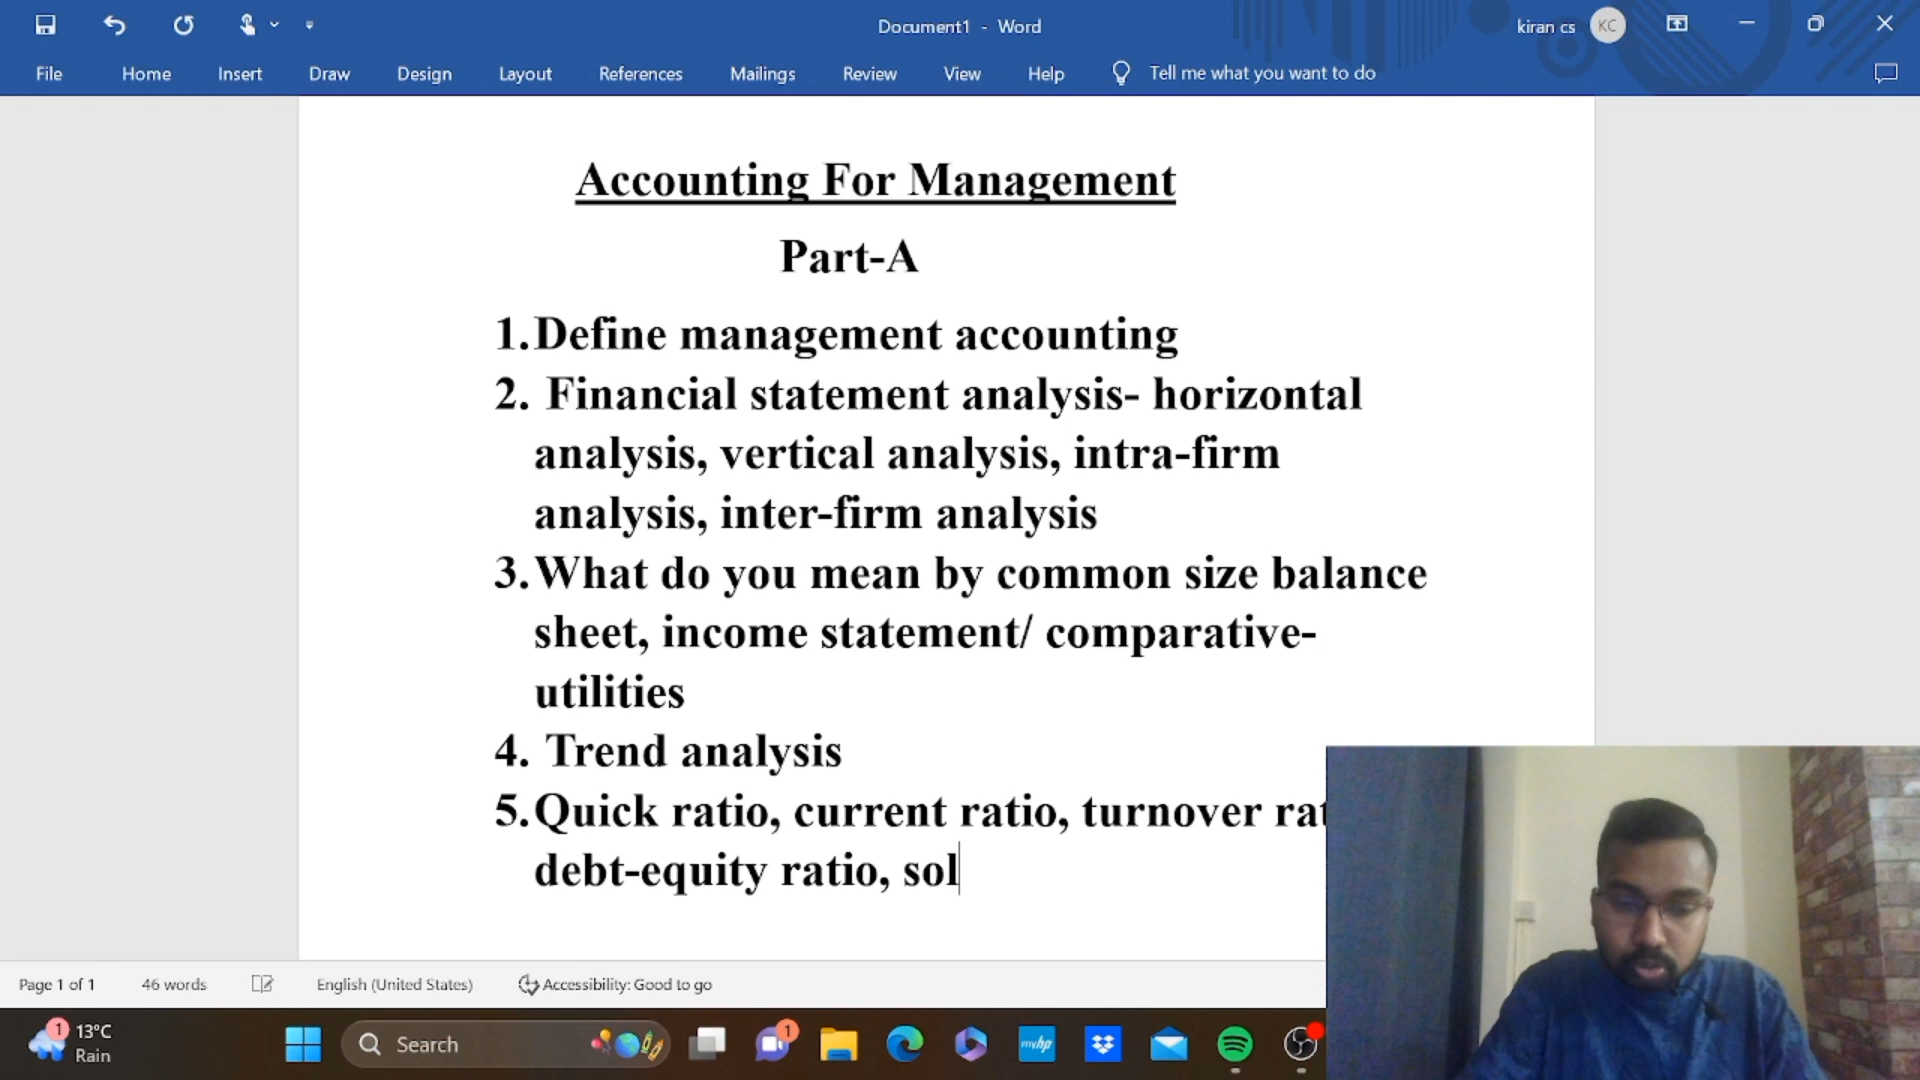 Document1 - Word
kiran cs KC
File Home Insert Draw Design Layout References Mailings Review View Help Tell me what you want to do
Accounting For Management
Part-A
1.Define management accounting
2. Financial statement analysis- horizontal
analysis, vertical analysis, intra-firm
analysis, inter-firm analysis
3.What do you mean by common size balance
sheet, income statement/ comparative-
utilities
4. Trend analysis
5.Quick ratio, current ratio, turnover rat
debt-equity ratio, sol
Page 1 of 1 46 words English (United States) Accessibility: Good to go
1 13°C
Rain
Search
1
myhp